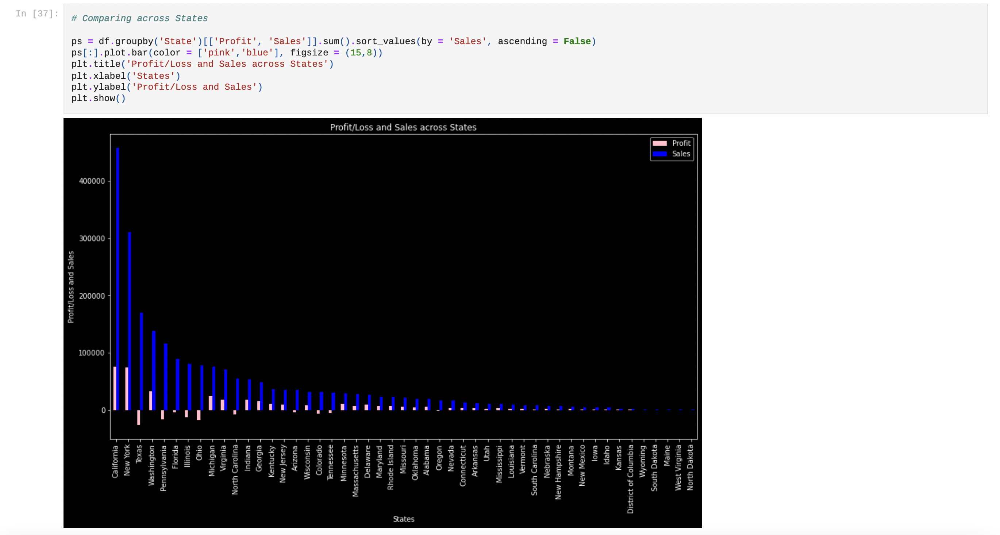 In [37]:
# Comparing across States
ps = df.groupby('State')[['Profit', 'Sales']].sum().sort_values(by = 'Sales', ascending = False)
ps[:].plot.bar(color = ['pink','blue'], figsize = (15,8))
plt.title('Profit/Loss and Sales across States')
plt.xlabel('States')
plt.ylabel('Profit/Loss and Sales')
plt.show()
Profit/Loss and Sales across States
Profit
Sales
400000
300000
200000
100000
0
Profit/Loss and Sales
California
New York
Texas
Washington
Pennsylvania
Florida
Illinois
Ohio
Michigan
Virginia
North Carolina
Indiana
Georgia
Kentucky
New Jersey
Arizona
Wisconsin
Colorado
Tennessee
Minnesota
Massachusetts
Delaware
Maryland
Rhode Island
Missouri
Oklahoma
Alabama
Oregon
Nevada
Connecticut
Arkansas
Utah
Mississippi
Louisiana
Vermont
South Carolina
Nebraska
New Hampshire
Montana
New Mexico
Iowa
Idaho
Kansas
District of Columbia
Wyoming
South Dakota
Maine
West Virginia
North Dakota
States